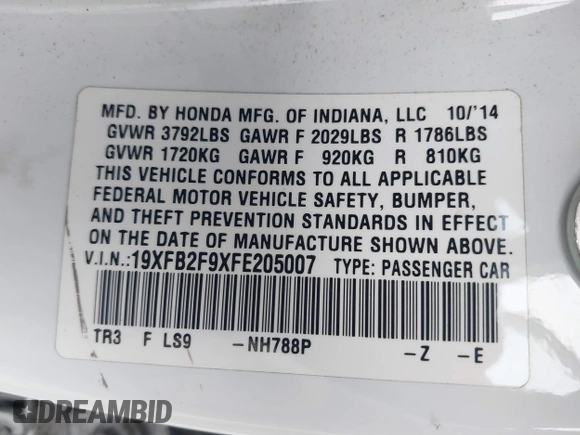 MFD. BY HONDA MFG. OF INDIANA, LLC 10/'14
GVWR 3792LBS GAWR F 2029LBS R 1786LBS
GVWR 1720KG GAWR F 920KG R 810KG
THIS VEHICLE CONFORMS TO ALL APPLICABLE
FEDERAL MOTOR VEHICLE SAFETY, BUMPER,
AND THEFT PREVENTION STANDARDS IN EFFECT
ON THE DATE OF MANUFACTURE SHOWN ABOVE.
V.I.N.:19XFB2F9XFE205007 TYPE: PASSENGER CAR
TR3 F LS9 -NH788P -Z -E
DREAMBID